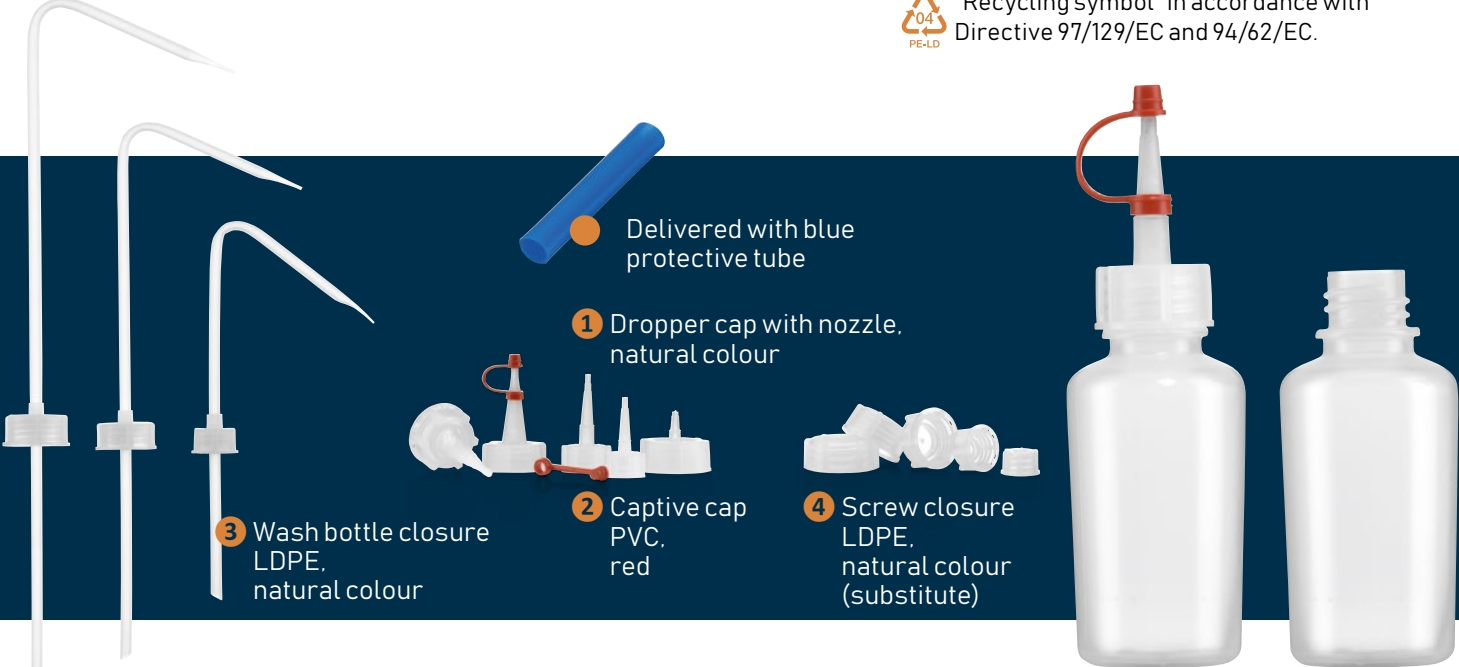 "Recycling symbol" in accordance with
Directive 97/129/EC and 94/62/EC.
04
PE-LD
Delivered with blue
protective tube
1 Dropper cap with nozzle,
natural colour
2 Captive cap
PVC,
red
3 Wash bottle closure
LDPE,
natural colour
4 Screw closure
LDPE,
natural colour
(substitute)